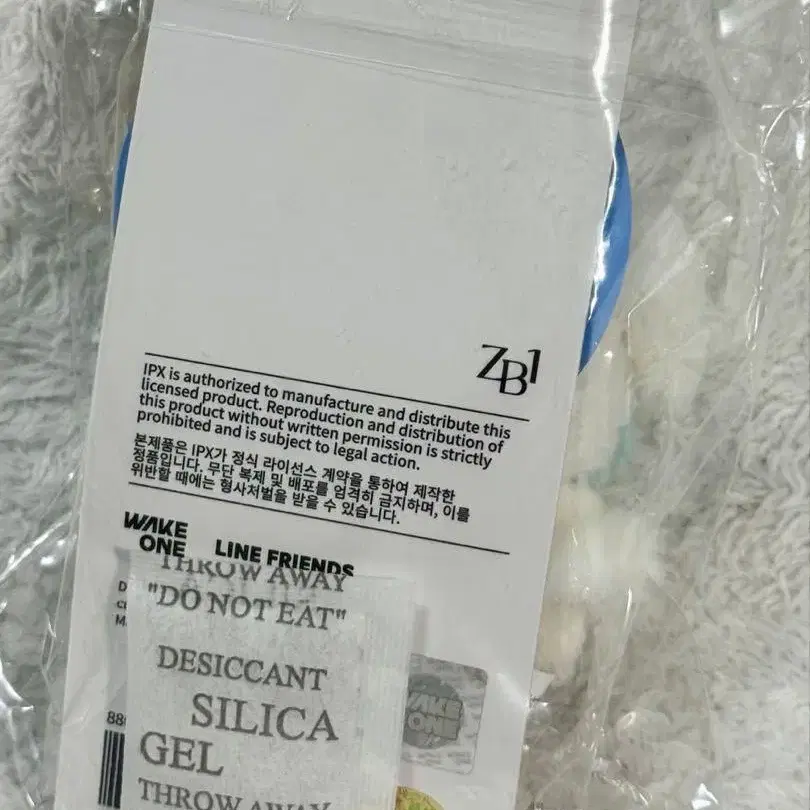 ZB1
IPX is authorized to manufacture and distribute this
licensed product. Reproduction and distribution of
this product without written permission is strictly
prohibited and is subject to legal action.
본제품은 IPX가 정식 라이선스 계약을 통하여 제작한
정품입니다. 무단 복제 및 배포를 엄격히 금지하며, 이를
위반할 때에는 형사처벌을 받을 수 있습니다.
WAKE
ONE
LINE FRIENDS
THROW AWAY
"DO NOT EAT"
DESICCANT
SILICA
GEL
THROW AWAY
WAKE
ONE
88